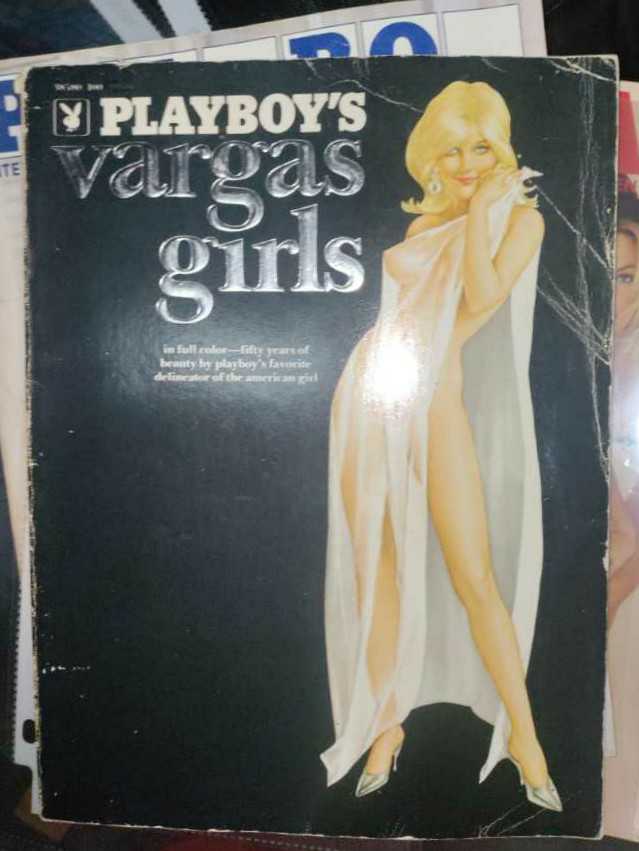 PLAYBOY'S
vargas
girls
in full color—fifty years of
beauty by playboy's favorite
delineator of the american girl